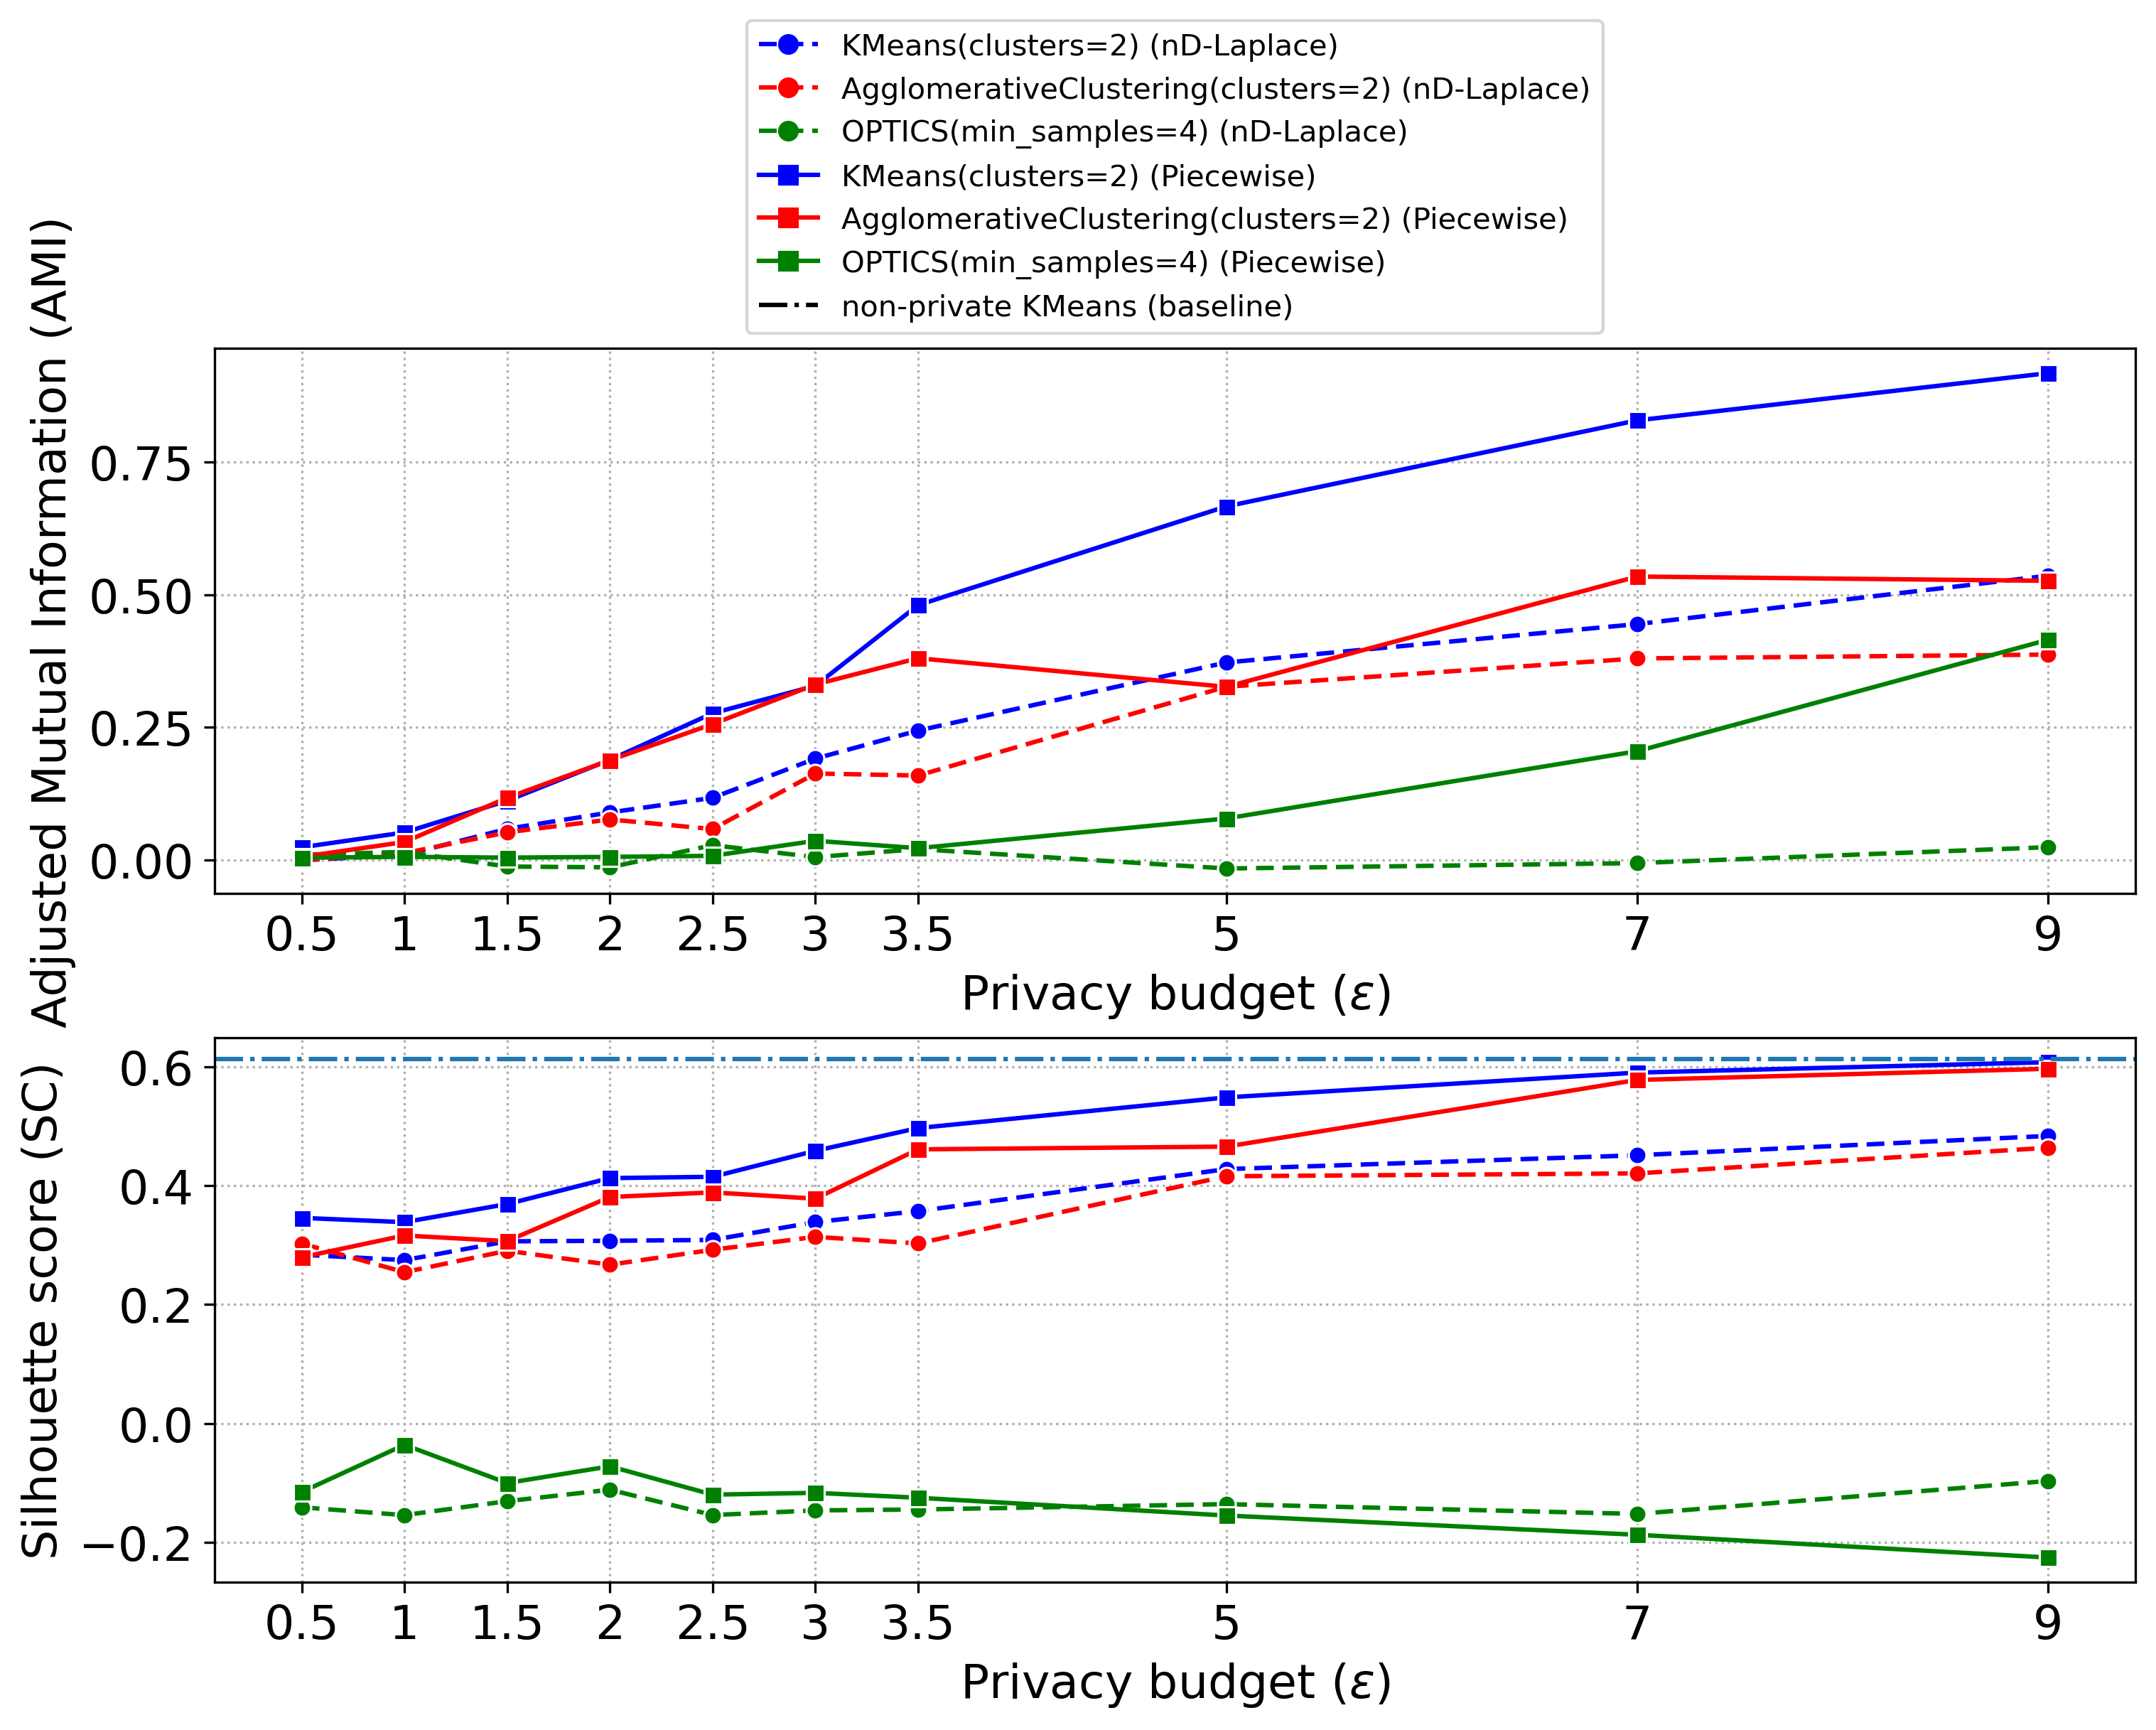 KMeans(clusters=2) (nD-Laplace)
AgglomerativeClustering(clusters=2) (nD-Laplace)
OPTICS(min_samples=4) (nD-Laplace)
KMeans(clusters=2) (Piecewise)
AgglomerativeClustering(clusters=2) (Piecewise)
OPTICS(min_samples=4) (Piecewise)
non-private KMeans (baseline)
Adjusted Mutual Information (AMI)
0.75
0.50
0.25
0.00
0.5 1 1.5 2 2.5 3 3.5 5 7 9
Privacy budget (ε)
Silhouette score (SC)
0.6
0.4
0.2
0.0
−0.2
0.5 1 1.5 2 2.5 3 3.5 5 7 9
Privacy budget (ε)